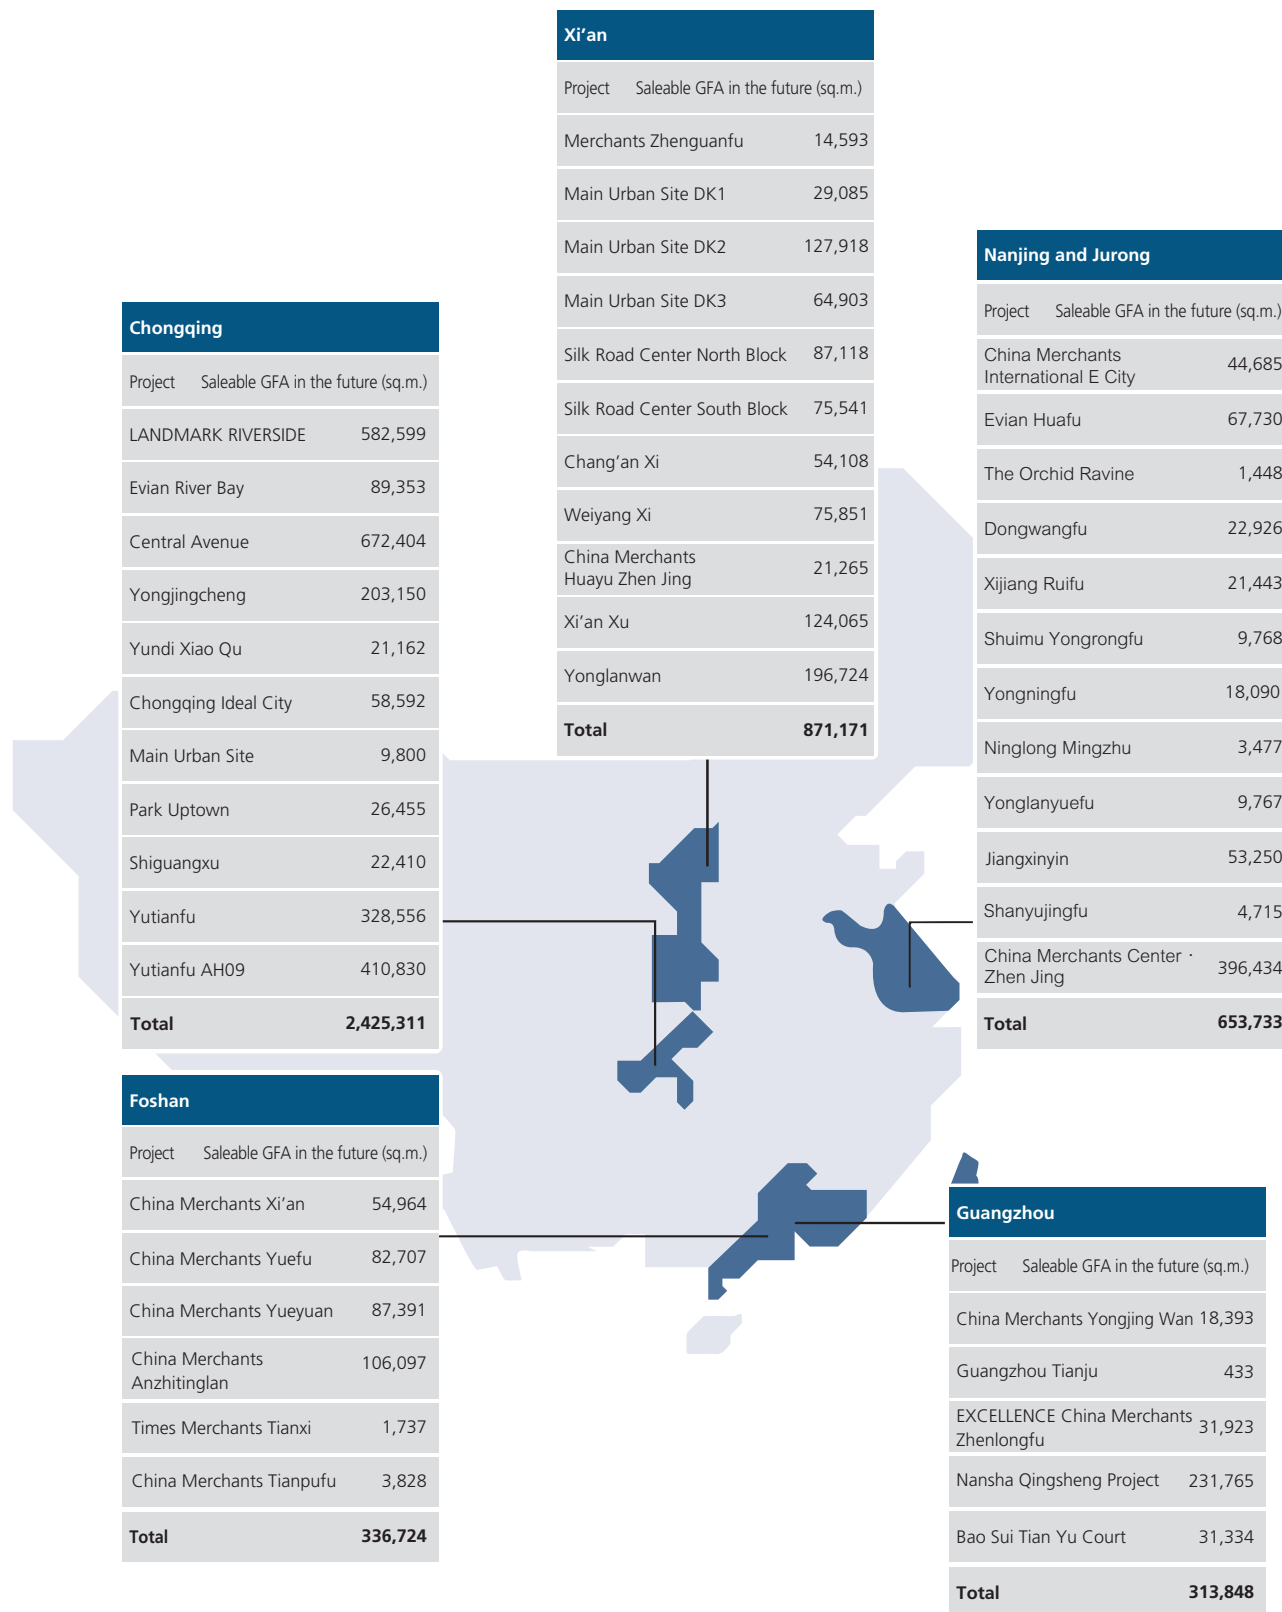 Xi’an
Project Saleable GFA in the future (sq.m.)
Merchants Zhenguanfu 14,593
Main Urban Site DK1 29,085
Main Urban Site DK2 127,918
Main Urban Site DK3 64,903
Silk Road Center North Block 87,118
Silk Road Center South Block 75,541
Chang’an Xi 54,108
Weiyang Xi 75,851
China Merchants
Huayu Zhen Jing 21,265
Xi’an Xu 124,065
Yonglanwan 196,724
Total 871,171
Nanjing and Jurong
Project Saleable GFA in the future (sq.m.)
China Merchants
International E City 44,685
Evian Huafu 67,730
The Orchid Ravine 1,448
Dongwangfu 22,926
Xijiang Ruifu 21,443
Shuimu Yongrongfu 9,768
Yongningfu 18,090
Ninglong Mingzhu 3,477
Yonglanyuefu 9,767
Jiangxinyin 53,250
Shanyujingfu 4,715
China Merchants Center ·
Zhen Jing 396,434
Total 653,733
Chongqing
Project Saleable GFA in the future (sq.m.)
LANDMARK RIVERSIDE 582,599
Evian River Bay 89,353
Central Avenue 672,404
Yongjingcheng 203,150
Yundi Xiao Qu 21,162
Chongqing Ideal City 58,592
Main Urban Site 9,800
Park Uptown 26,455
Shiguangxu 22,410
Yutianfu 328,556
Yutianfu AH09 410,830
Total 2,425,311
Foshan
Project Saleable GFA in the future (sq.m.)
China Merchants Xi’an 54,964
China Merchants Yuefu 82,707
China Merchants Yueyuan 87,391
China Merchants
Anzhitinglan 106,097
Times Merchants Tianxi 1,737
China Merchants Tianpufu 3,828
Total 336,724
Guangzhou
Project Saleable GFA in the future (sq.m.)
China Merchants Yongjing Wan 18,393
Guangzhou Tianju 433
EXCELLENCE China Merchants
Zhenlongfu 31,923
Nansha Qingsheng Project 231,765
Bao Sui Tian Yu Court 31,334
Total 313,848